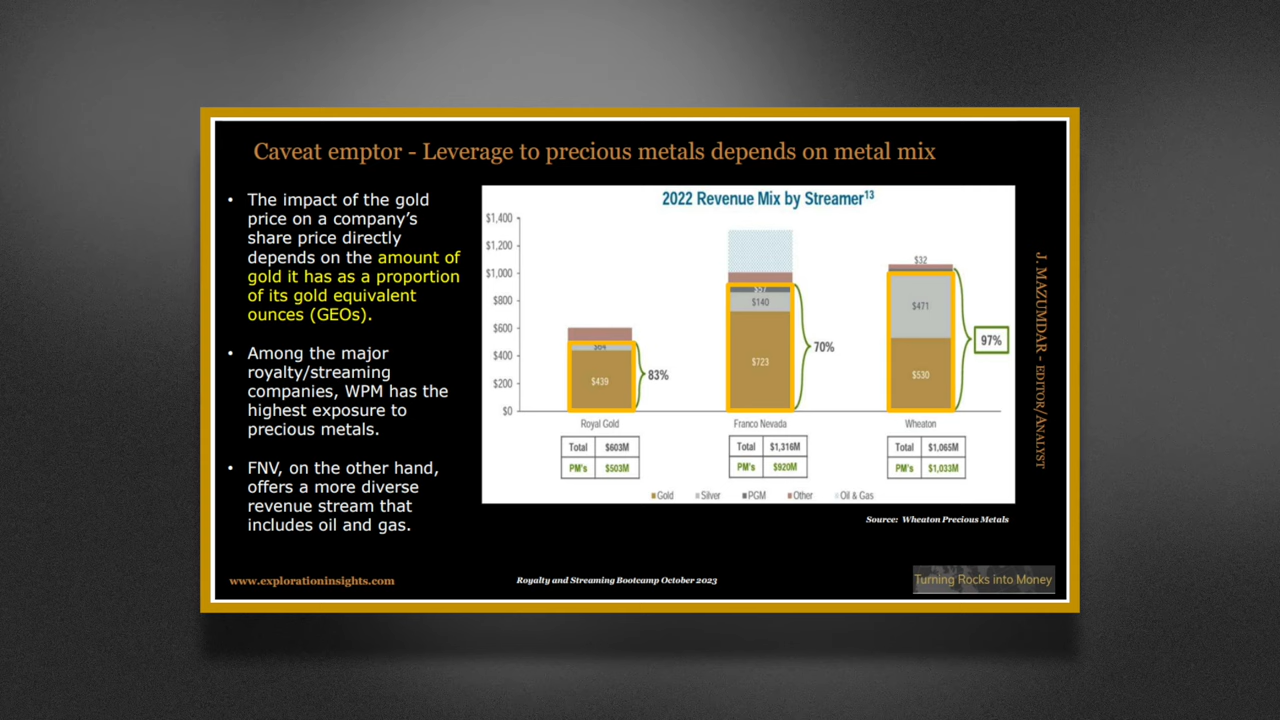 Caveat emptor - Leverage to precious metals depends on metal mix
• The impact of the gold
price on a company's
share price directly
depends on the amount of
gold it has as a proportion
of its gold equivalent
ounces (GEOs).
• Among the major
royalty/streaming
companies, WPM has the
highest exposure to
precious metals.
• FNV, on the other hand,
offers a more diverse
revenue stream that
includes oil and gas.
2022 Revenue Mix by Streamer13
$1,400
$1,200
$1,000
$800
$600
$400
$200
$0
$439
83%
$140
$723
70%
$32
$471
$530
97%
Royal Gold
Franco Nevada
Wheaton
Total $603M
PM's $503M
Total $1,316M
PM's $920M
Total $1,065M
PM's $1,033M
Gold Silver PGM Other Oil & Gas
Source: Wheaton Precious Metals
J. MAZUMDAR - EDITOR/ANALYST
www.explorationinsights.com
Royalty and Streaming Bootcamp October 2023
Turning Rocks into Money